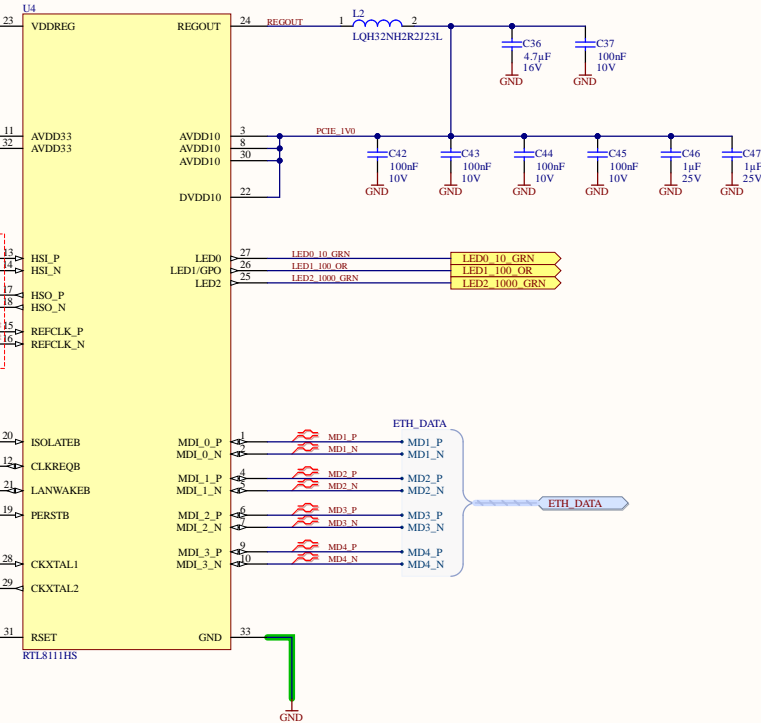 U4
23 VDDREG REGOUT 24 REGOUT 1 L2 2
LQH32NH2R2J23L
C36 C37
4.7µF 100nF
16V 10V
GND GND
11 AVDD33 AVDD10 3 PCIE_1V0
32 AVDD33 AVDD10 8
AVDD10 30
C42 C43 C44 C45 C46 C47
100nF 100nF 100nF 100nF 1µF 1µF
10V 10V 10V 10V 25V 25V
GND GND GND GND GND GND
DVDD10 22
13 HSI_P LED0 27 LED0_10_GRN LED0_10_GRN
14 HSI_N LED1/GPO 26 LED1_100_OR LED1_100_OR
LED2 25 LED2_1000_GRN LED2_1000_GRN
17 HSO_P
18 HSO_N
15 REFCLK_P
16 REFCLK_N
ETH_DATA
20 ISOLATEB MDI_0_P 1 MD1_P MD1_P
MDI_0_N 2 MD1_N MD1_N
12 CLKREQB
MDI_1_P 4 MD2_P MD2_P
21 LANWAKEB MDI_1_N 5 MD2_N MD2_N
ETH_DATA
19 PERSTB MDI_2_P 6 MD3_P MD3_P
MDI_2_N 7 MD3_N MD3_N
MDI_3_P 9 MD4_P MD4_P
28 CKXTAL1 MDI_3_N 10 MD4_N MD4_N
29 CKXTAL2
31 RSET GND 33
RTL8111HS
GND